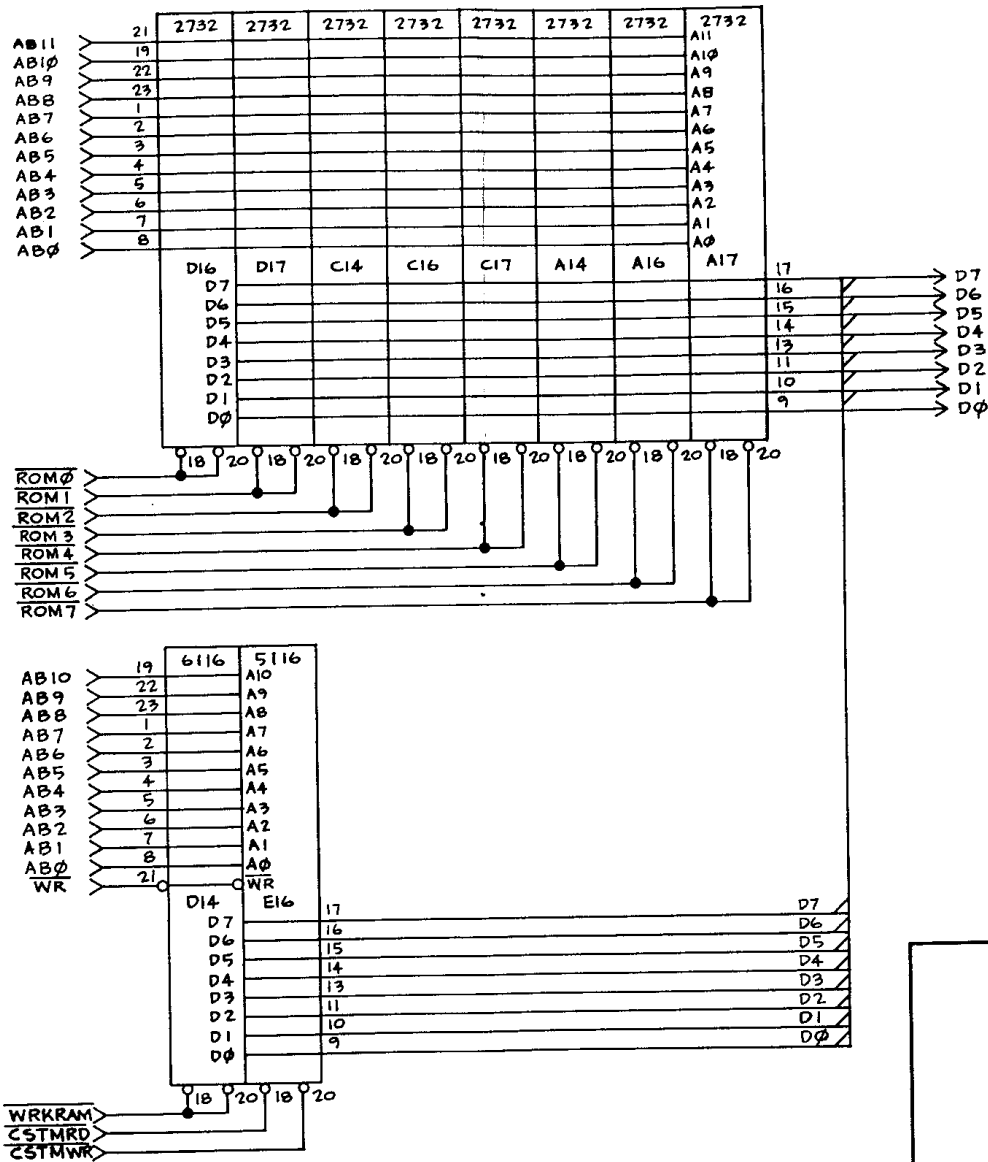 2732 2732 2732 2732 2732 2732 2732 2732
AB11 21 A11
AB1Ø 19 A1Ø
AB9 22 A9
AB8 23 A8
AB7 1 A7
AB6 2 A6
AB5 3 A5
AB4 4 A4
AB3 5 A3
AB2 6 A2
AB1 7 A1
ABØ 8 AØ
D16 D17 C14 C16 C17 A14 A16 A17
D7 17 D7
D6 16 D6
D5 15 D5
D4 14 D4
D3 13 D3
D2 11 D2
D1 10 D1
DØ 9 DØ
18 20 18 20 18 20 18 20 18 20 18 20 18 20 18 20
ROMØ
ROM1
ROM2
ROM3
ROM4
ROM5
ROM6
ROM7
6116 5116
AB10 19 A10
AB9 22 A9
AB8 23 A8
AB7 1 A7
AB6 2 A6
AB5 3 A5
AB4 4 A4
AB3 5 A3
AB2 6 A2
AB1 7 A1
ABØ 8 AØ
WR 21 WR
D14 E16
D7 17 D7
D6 16 D6
D5 15 D5
D4 14 D4
D3 13 D3
D2 11 D2
D1 10 D1
DØ 9 DØ
18 20 18 20
WRKRAM
CSTMRD
CSTMWR